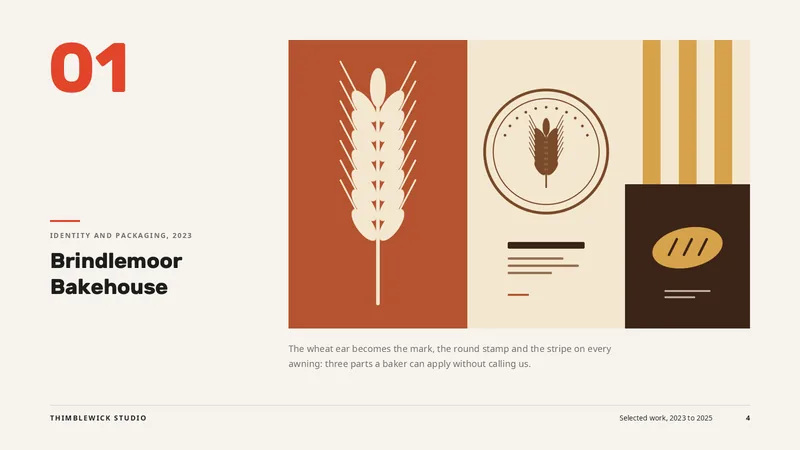 01
IDENTITY AND PACKAGING, 2023
Brindlemoor
Bakehouse
The wheat ear becomes the mark, the round stamp and the stripe on every
awning: three parts a baker can apply without calling us.
THIMBLEWICK STUDIO
Selected work, 2023 to 2025
4